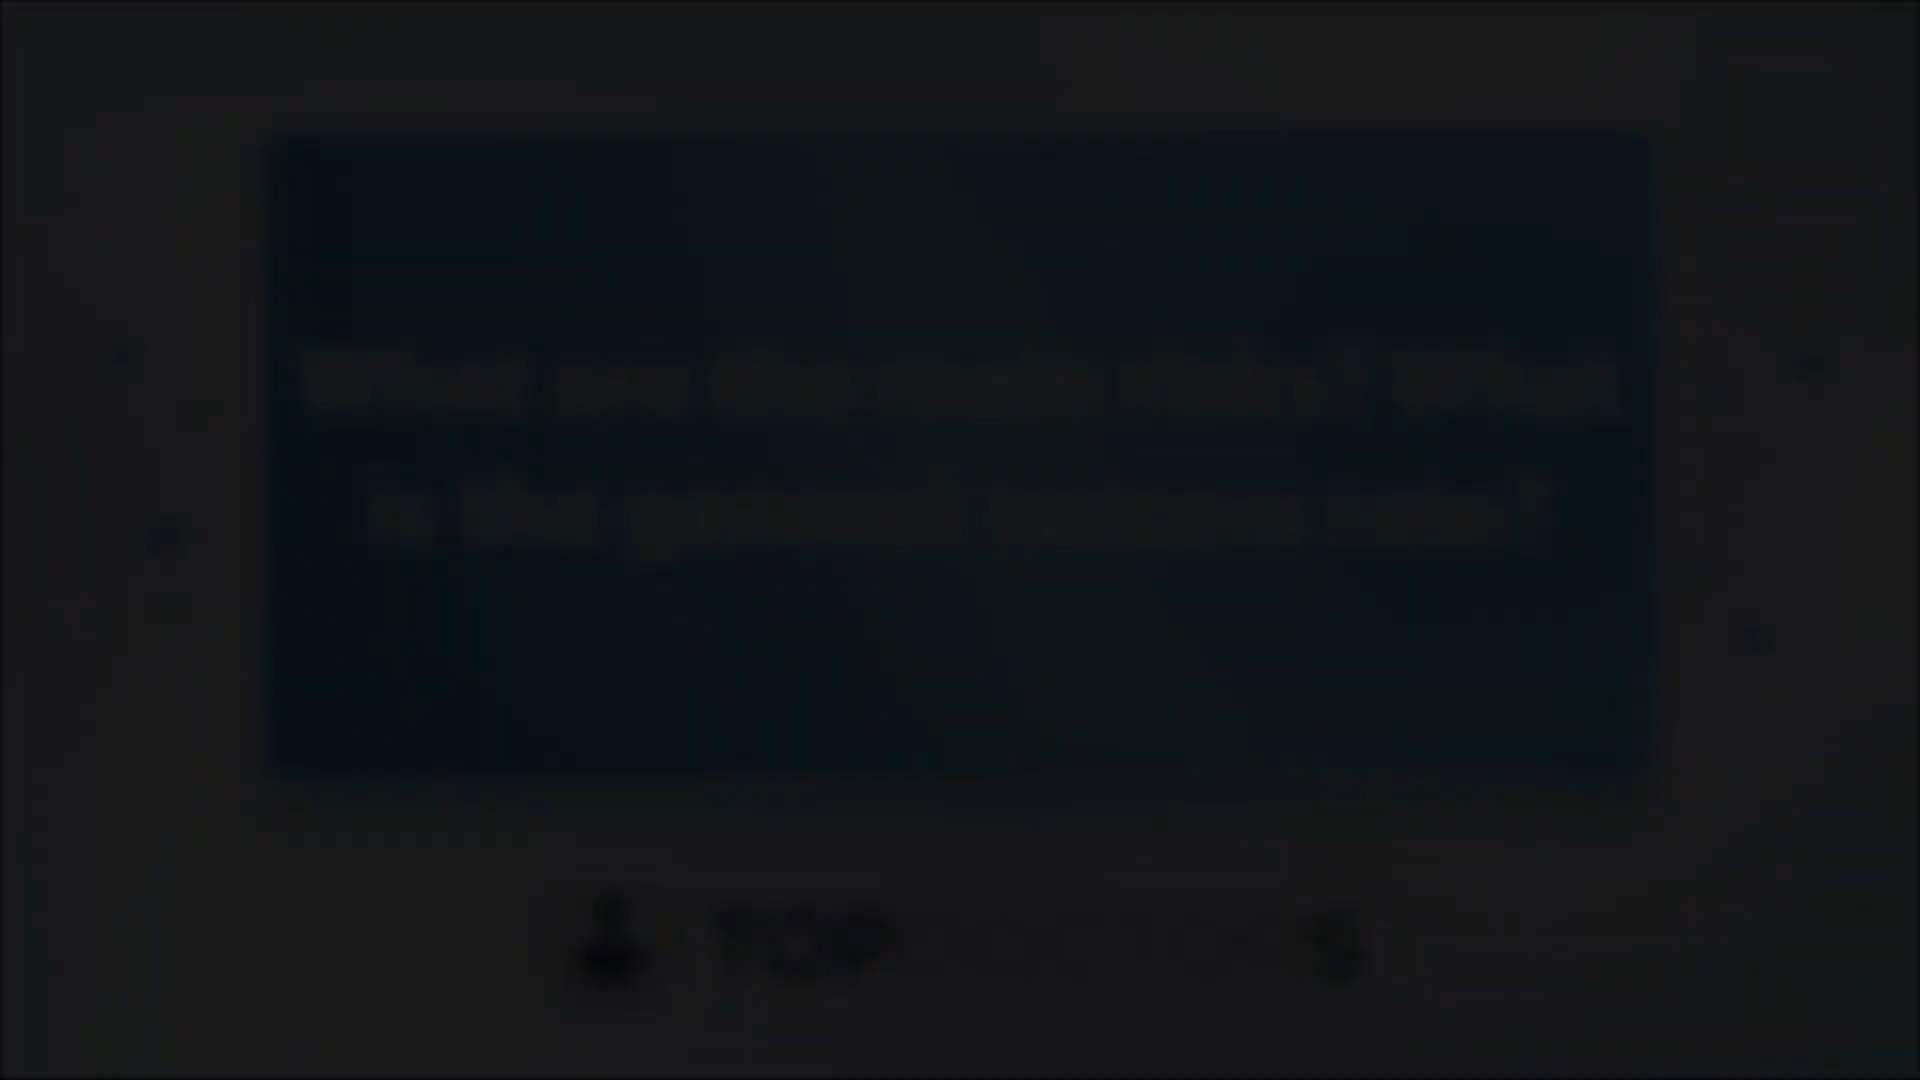 What are the main risks? What
is the general success rate?
TOP
S